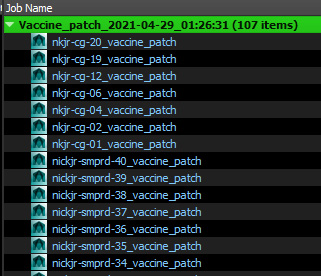 Job Name
Vaccine_patch_2021-04-29_01:26:31 (107 items)
nkjr-cg-20_vaccine_patch
nkjr-cg-19_vaccine_patch
nkjr-cg-12_vaccine_patch
nkjr-cg-06_vaccine_patch
nkjr-cg-04_vaccine_patch
nkjr-cg-02_vaccine_patch
nkjr-cg-01_vaccine_patch
nickjr-smprd-40_vaccine_patch
nickjr-smprd-39_vaccine_patch
nickjr-smprd-38_vaccine_patch
nickjr-smprd-37_vaccine_patch
nickjr-smprd-36_vaccine_patch
nickjr-smprd-35_vaccine_patch
nickjr-smprd-34_vaccine_patch